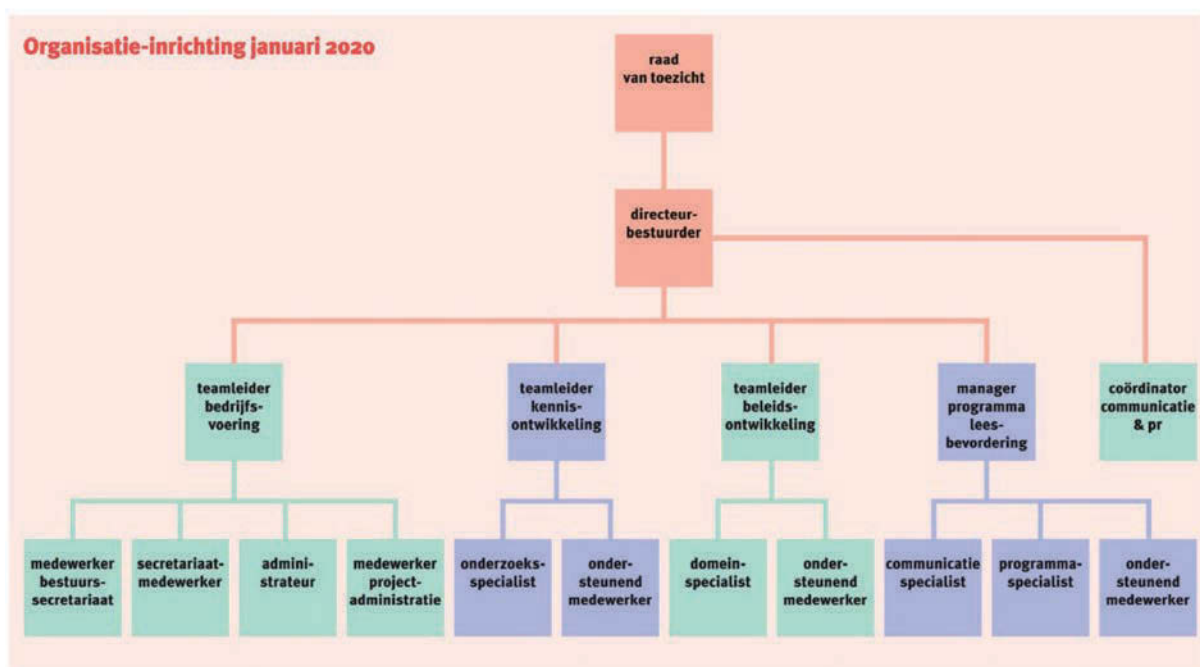 Organisatie-inrichting januari 2020
raad
van toezicht
directeur-
bestuurder
teamleider
bedrijfs-
voering
teamleider
kennis-
ontwikkeling
teamleider
beleids-
ontwikkeling
manager
programma
lees-
bevordering
coördinator
communicatie
& pr
medewerker
bestuurs-
secretariaat
secretariaat-
medewerker
admini-
strateur
medewerker
project-
administratie
onderzoeks-
specialist
onder-
steunend
medewerker
domein-
specialist
onder-
steunend
medewerker
communicatie
specialist
programma-
specialist
onder-
steunend
medewerker